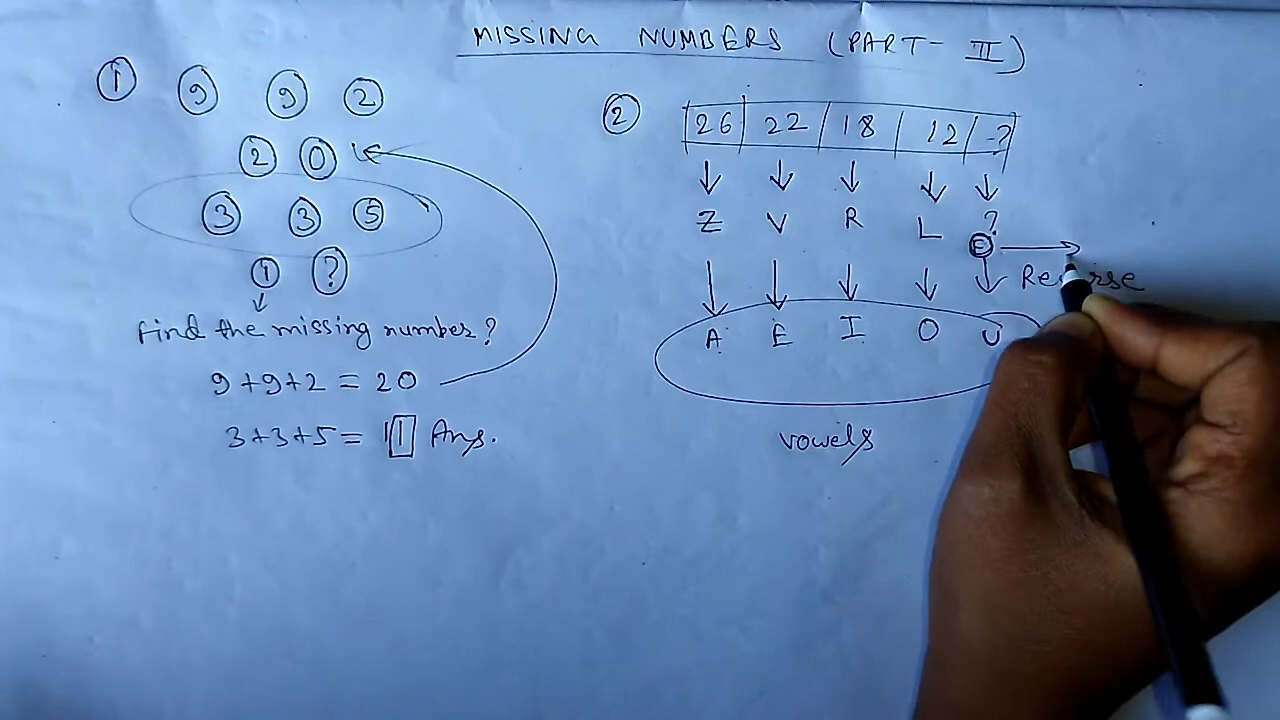 MISSING NUMBERS (PART- II)
① ⑨ ⑨ ②
② ⓪
③ ③ ⑤
① ?
Find the missing number?
9+9+2 = 20
3+3+5 = 11 Ans.
② 26 22 18 12 ?
Z V R L ?
E
A E I O U
vowels